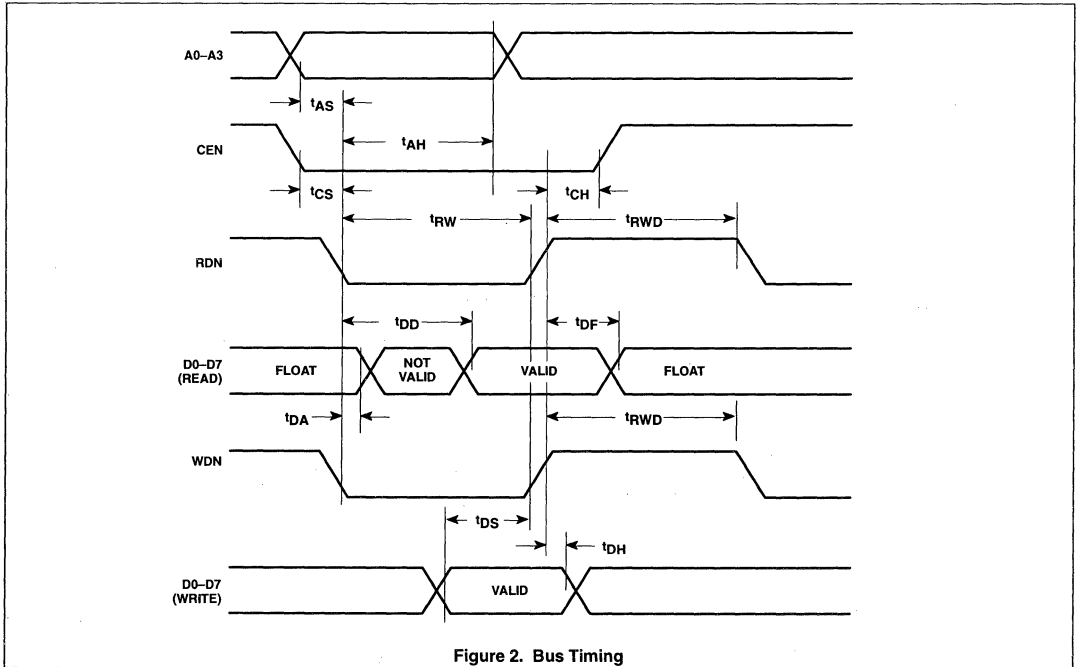 A0–A3
tAS
CEN
tAH
tCS
tCH
tRW
tRWD
RDN
tDD
tDF
D0–D7
(READ)
FLOAT
NOT
VALID
VALID
FLOAT
tDA
tRWD
WDN
tDS
tDH
D0–D7
(WRITE)
VALID
Figure 2. Bus Timing